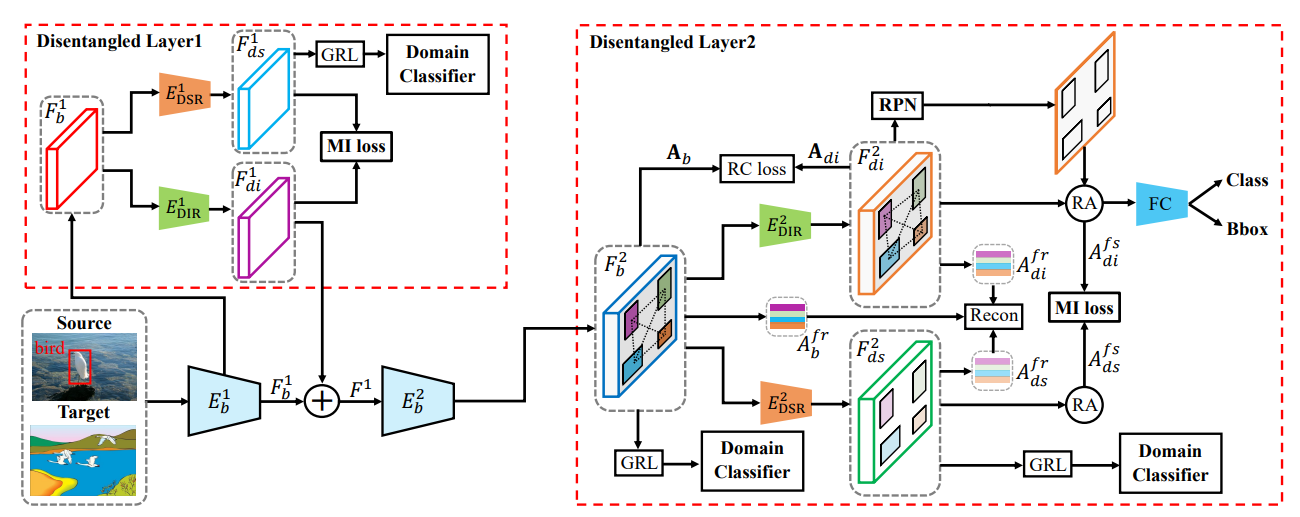 Disentangled Layer1
F_b^1
E_DSR^1
E_DIR^1
F_ds^1
F_di^1
GRL
Domain
Classifier
MI loss
Source
bird
Target
E_b^1
F_b^1
+
F^1
E_b^2
Disentangled Layer2
F_b^2
A_b
RC loss
A_di
E_DIR^2
F_di^2
RPN
RA
FC
Class
Bbox
A_b^fr
A_di^fr
Recon
A_ds^fr
A_di^fs
MI loss
A_ds^fs
RA
E_DSR^2
F_ds^2
GRL
Domain
Classifier
GRL
Domain
Classifier